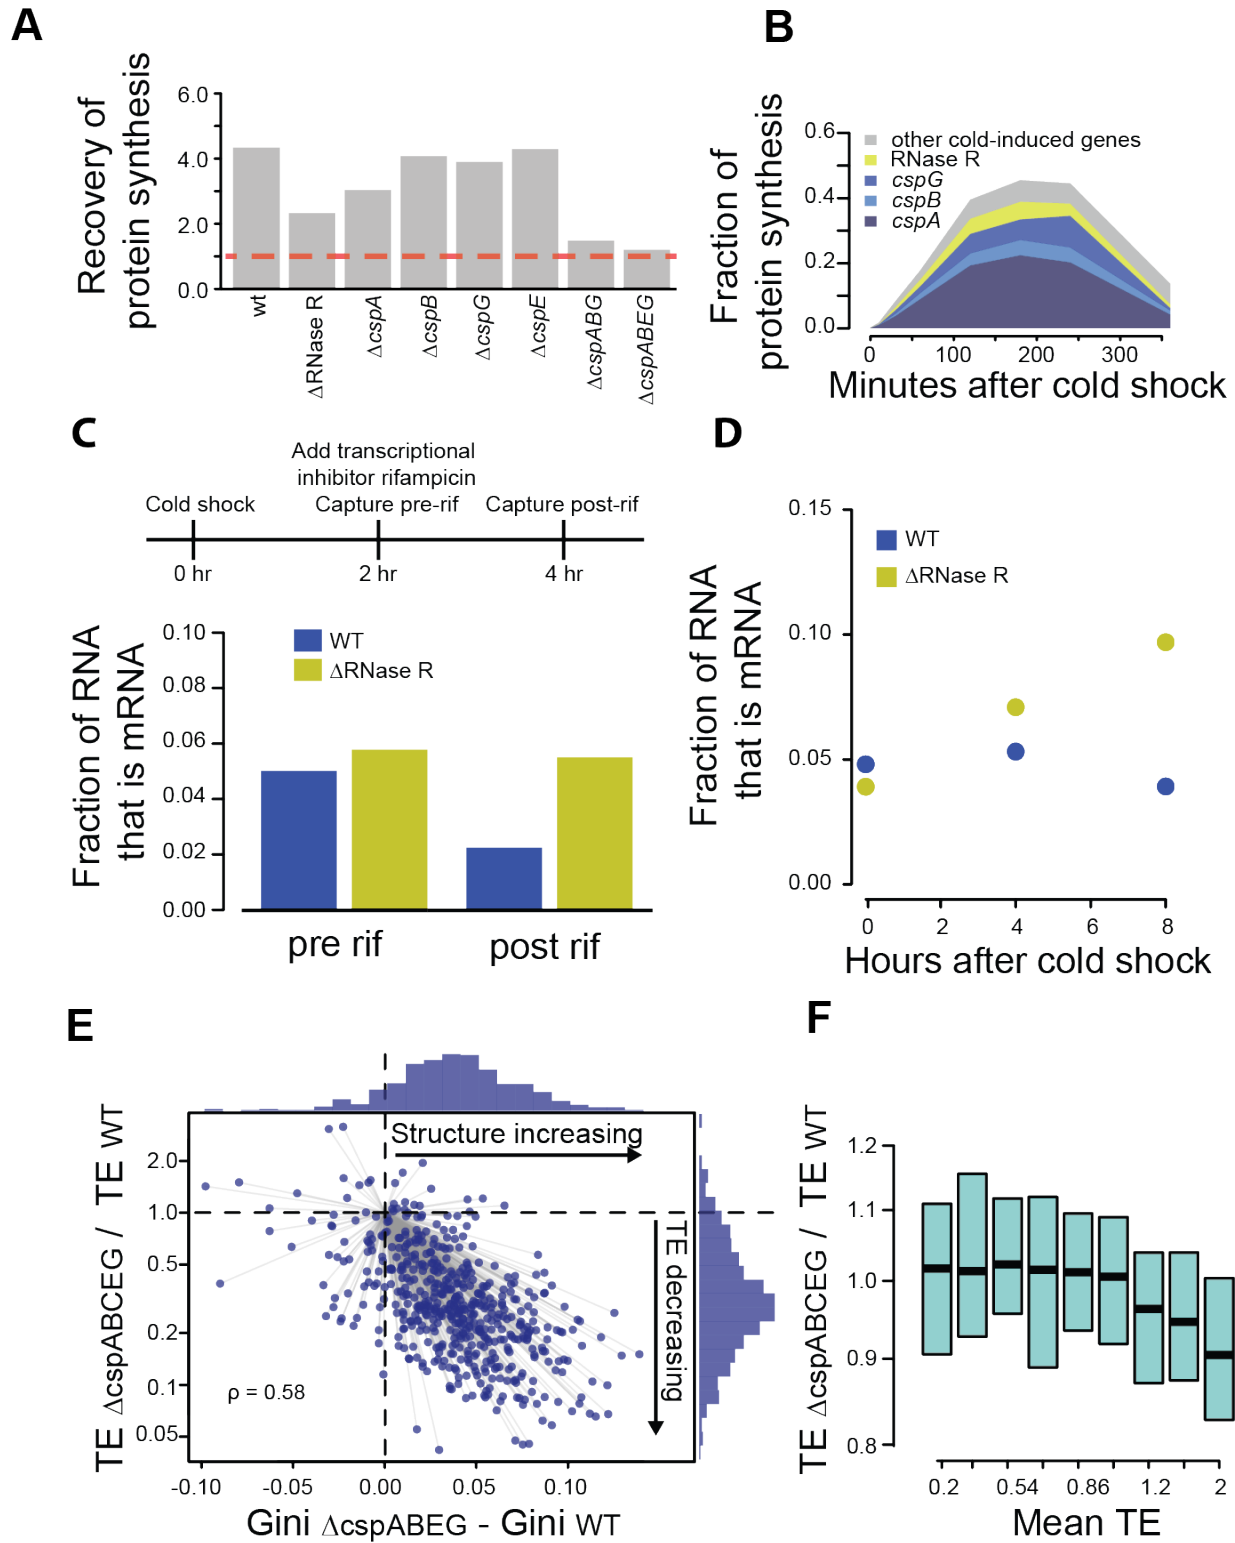 A
Recovery of
protein synthesis
6.0
4.0
2.0
0.0
wt
ΔRNase R
ΔcspA
ΔcspB
ΔcspG
ΔcspE
ΔcspABG
ΔcspABEG
B
Fraction of
protein synthesis
0.6
0.4
0.2
0.0
other cold-induced genes
RNase R
cspG
cspB
cspA
0
100
200
300
Minutes after cold shock
C
Add transcriptional
inhibitor rifampicin
Cold shock
Capture pre-rif
Capture post-rif
0 hr
2 hr
4 hr
Fraction of RNA
that is mRNA
0.10
0.08
0.06
0.04
0.02
0.00
WT
ΔRNase R
pre rif
post rif
D
Fraction of RNA
that is mRNA
0.15
0.10
0.05
0.00
WT
ΔRNase R
0
2
4
6
8
Hours after cold shock
E
TE ΔcspABCEG / TE WT
2.0
1.0
0.5
0.2
0.1
0.05
Structure increasing
TE decreasing
ρ = 0.58
-0.10
-0.05
0.00
0.05
0.10
Gini ΔcspABEG - Gini WT
F
TE ΔcspABCEG / TE WT
1.2
1.1
1.0
0.9
0.8
0.2
0.54
0.86
1.2
2
Mean TE